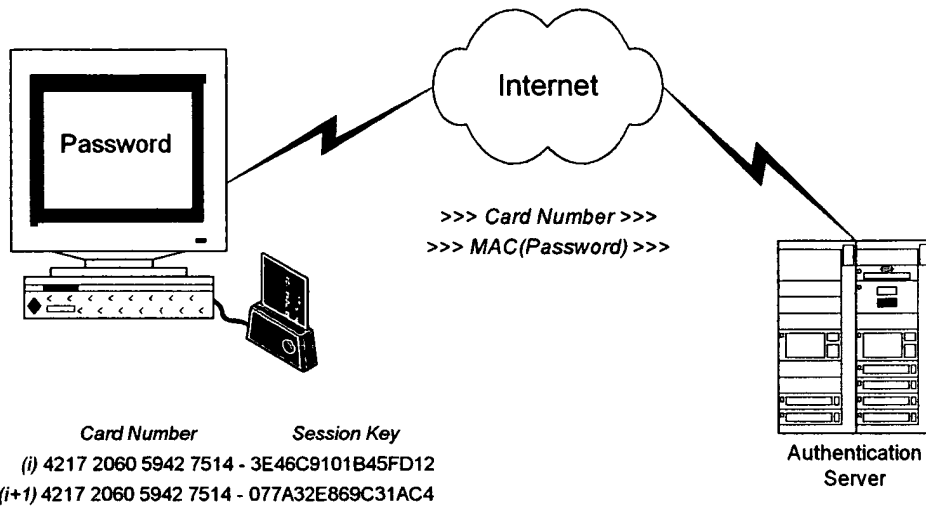 Internet
Password
>>> Card Number >>>
>>> MAC(Password) >>>
Card Number Session Key
(i) 4217 2060 5942 7514 - 3E46C9101B45FD12
(i+1) 4217 2060 5942 7514 - 077A32E869C31AC4
Authentication
Server